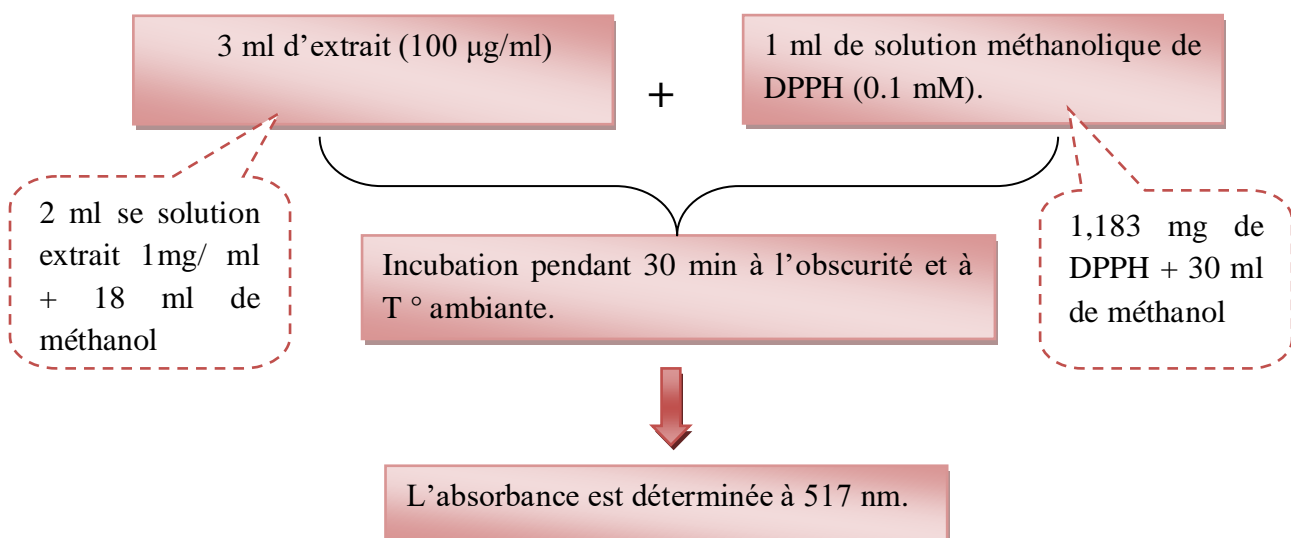 3 ml d’extrait (100 µg/ml)
+
1 ml de solution méthanolique de
DPPH (0.1 mM).
2 ml se solution
extrait 1mg/ ml
+ 18 ml de
méthanol
1,183 mg de
DPPH + 30 ml
de méthanol
Incubation pendant 30 min à l’obscurité et à
T ° ambiante.
L’absorbance est déterminée à 517 nm.